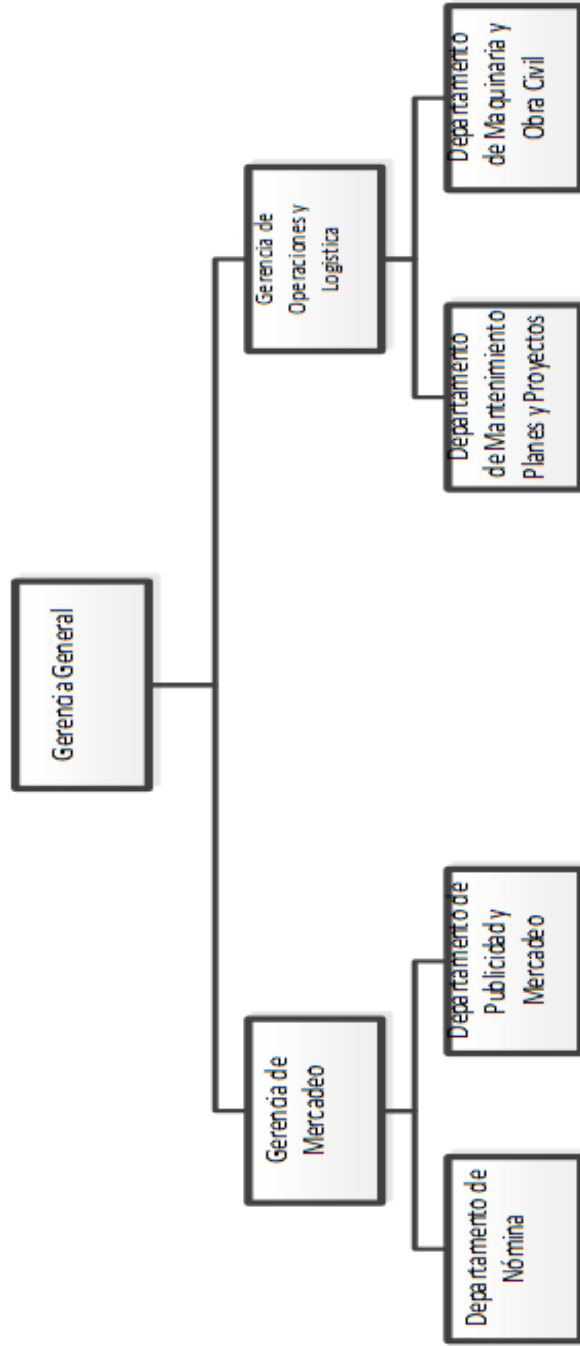 Gerencia General
Gerencia de
Mercadeo
Gerencia de
Operaciones y
Logística
Departamento de
Nómina
Departamento de
Publicidad y
Mercadeo
Departamento
de Mantenimiento
Planes y Proyectos
Departamento
de Maquinaria y
Obra Civil